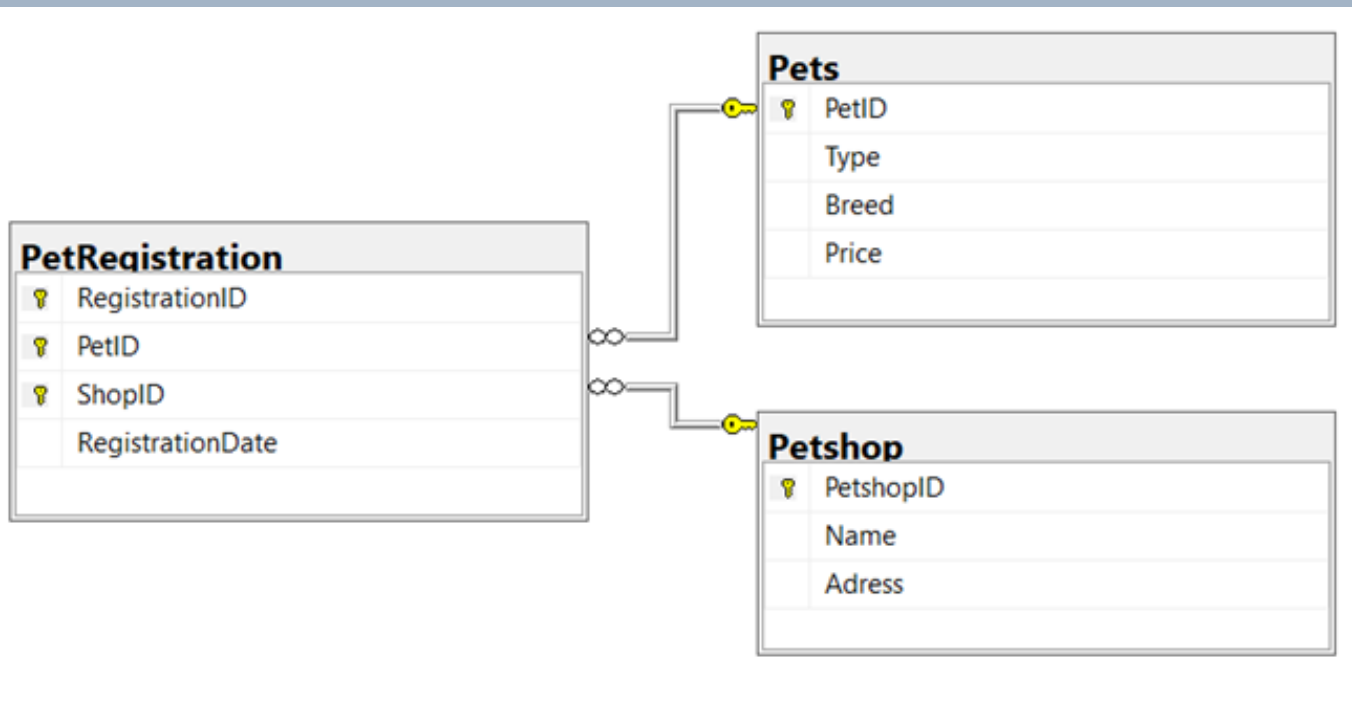 PetRegistration
RegistrationID
PetID
ShopID
RegistrationDate
Pets
PetID
Type
Breed
Price
Petshop
PetshopID
Name
Adress